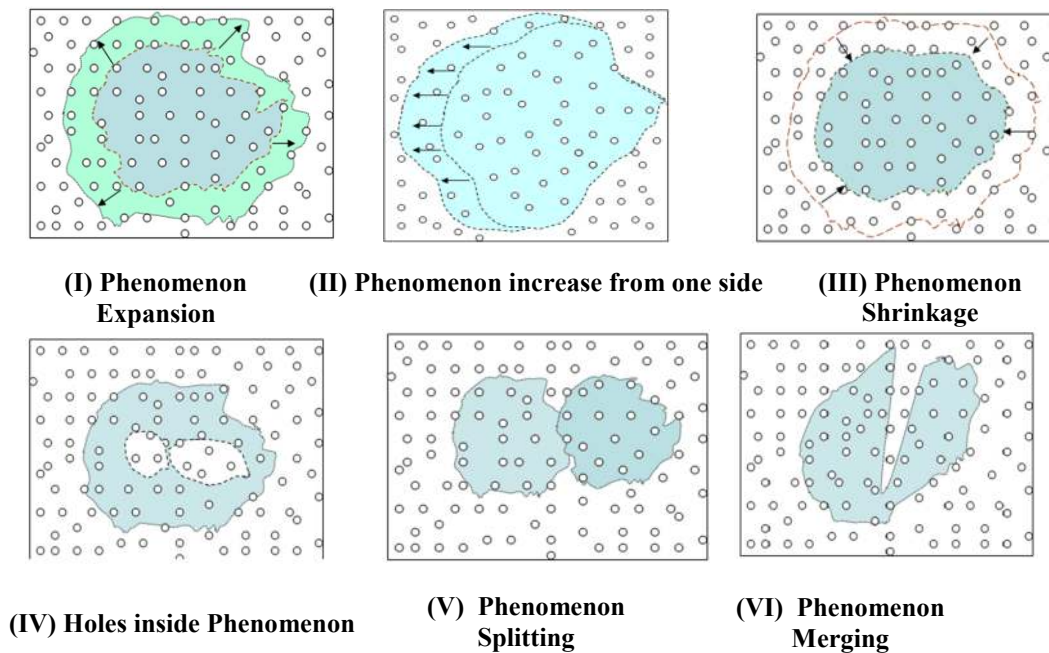 (I) Phenomenon
Expansion
(II) Phenomenon increase from one side
(III) Phenomenon
Shrinkage
(IV) Holes inside Phenomenon
(V) Phenomenon
Splitting
(VI) Phenomenon
Merging